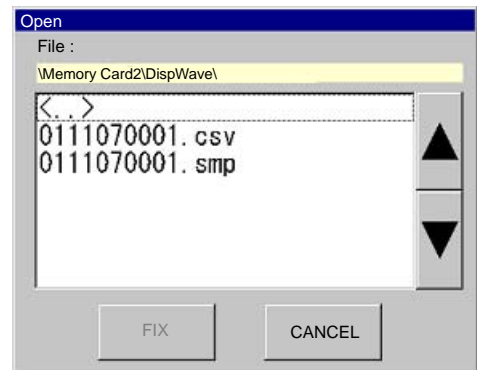 Open
File :
\Memory Card2\DispWave\
<..>
0111070001.csv
0111070001.smp
FIX
CANCEL